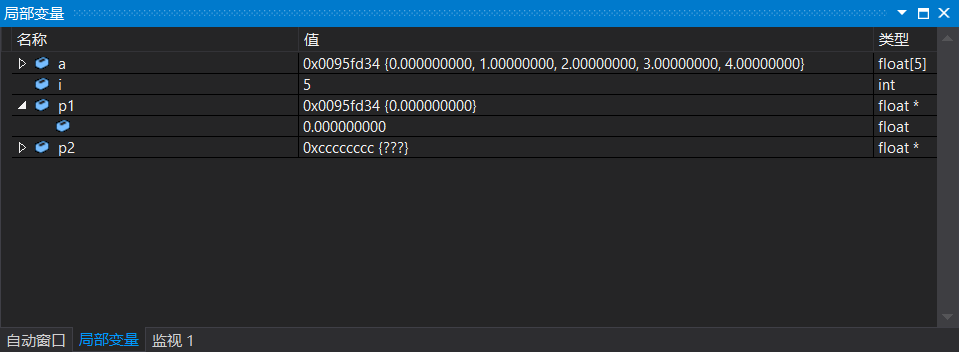 局部变量
名称 值 类型
a 0x0095fd34 {0.000000000, 1.00000000, 2.00000000, 3.00000000, 4.00000000} float[5]
i 5 int
p1 0x0095fd34 {0.000000000} float *
0.000000000 float
p2 0xcccccccc {???} float *
自动窗口 局部变量 监视 1